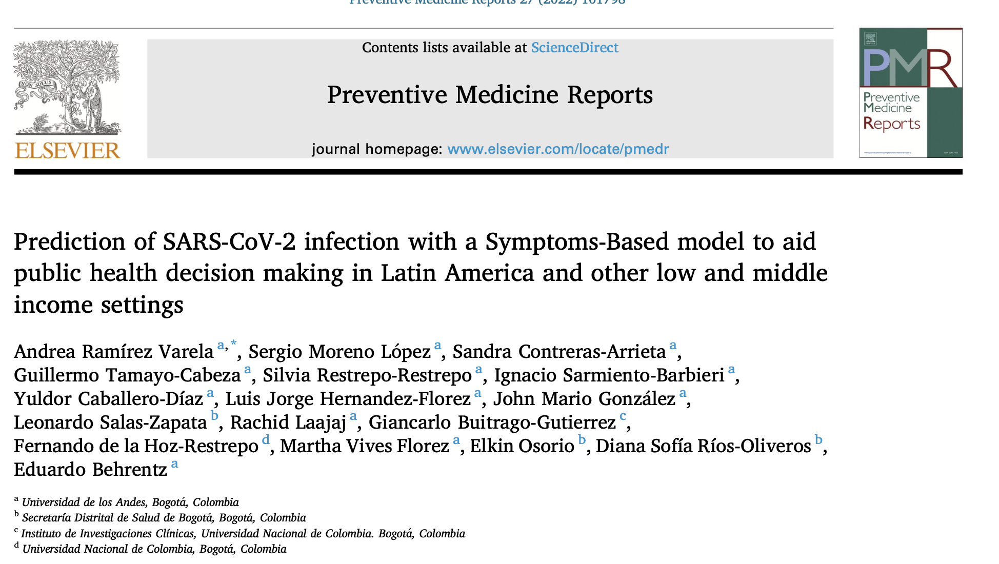 Preventive Medicine Reports 27 (2022) 101798
Contents lists available at ScienceDirect
Preventive Medicine Reports
journal homepage: www.elsevier.com/locate/pmedr
NON SOLUS
ELSEVIER
PMR
Preventive
Medicine
Reports
Prediction of SARS-CoV-2 infection with a Symptoms-Based model to aid
public health decision making in Latin America and other low and middle
income settings
Andrea Ramírez Varela a,*, Sergio Moreno López a, Sandra Contreras-Arrieta a,
Guillermo Tamayo-Cabeza a, Silvia Restrepo-Restrepo a, Ignacio Sarmiento-Barbieri a,
Yuldor Caballero-Díaz a, Luis Jorge Hernandez-Florez a, John Mario González a,
Leonardo Salas-Zapata b, Rachid Laajaj a, Giancarlo Buitrago-Gutierrez c,
Fernando de la Hoz-Restrepo d, Martha Vives Florez a, Elkin Osorio b, Diana Sofía Ríos-Oliveros b,
Eduardo Behrentz a
a Universidad de los Andes, Bogotá, Colombia
b Secretaría Distrital de Salud de Bogotá, Bogotá, Colombia
c Instituto de Investigaciones Clínicas, Universidad Nacional de Colombia. Bogotá, Colombia
d Universidad Nacional de Colombia, Bogotá, Colombia